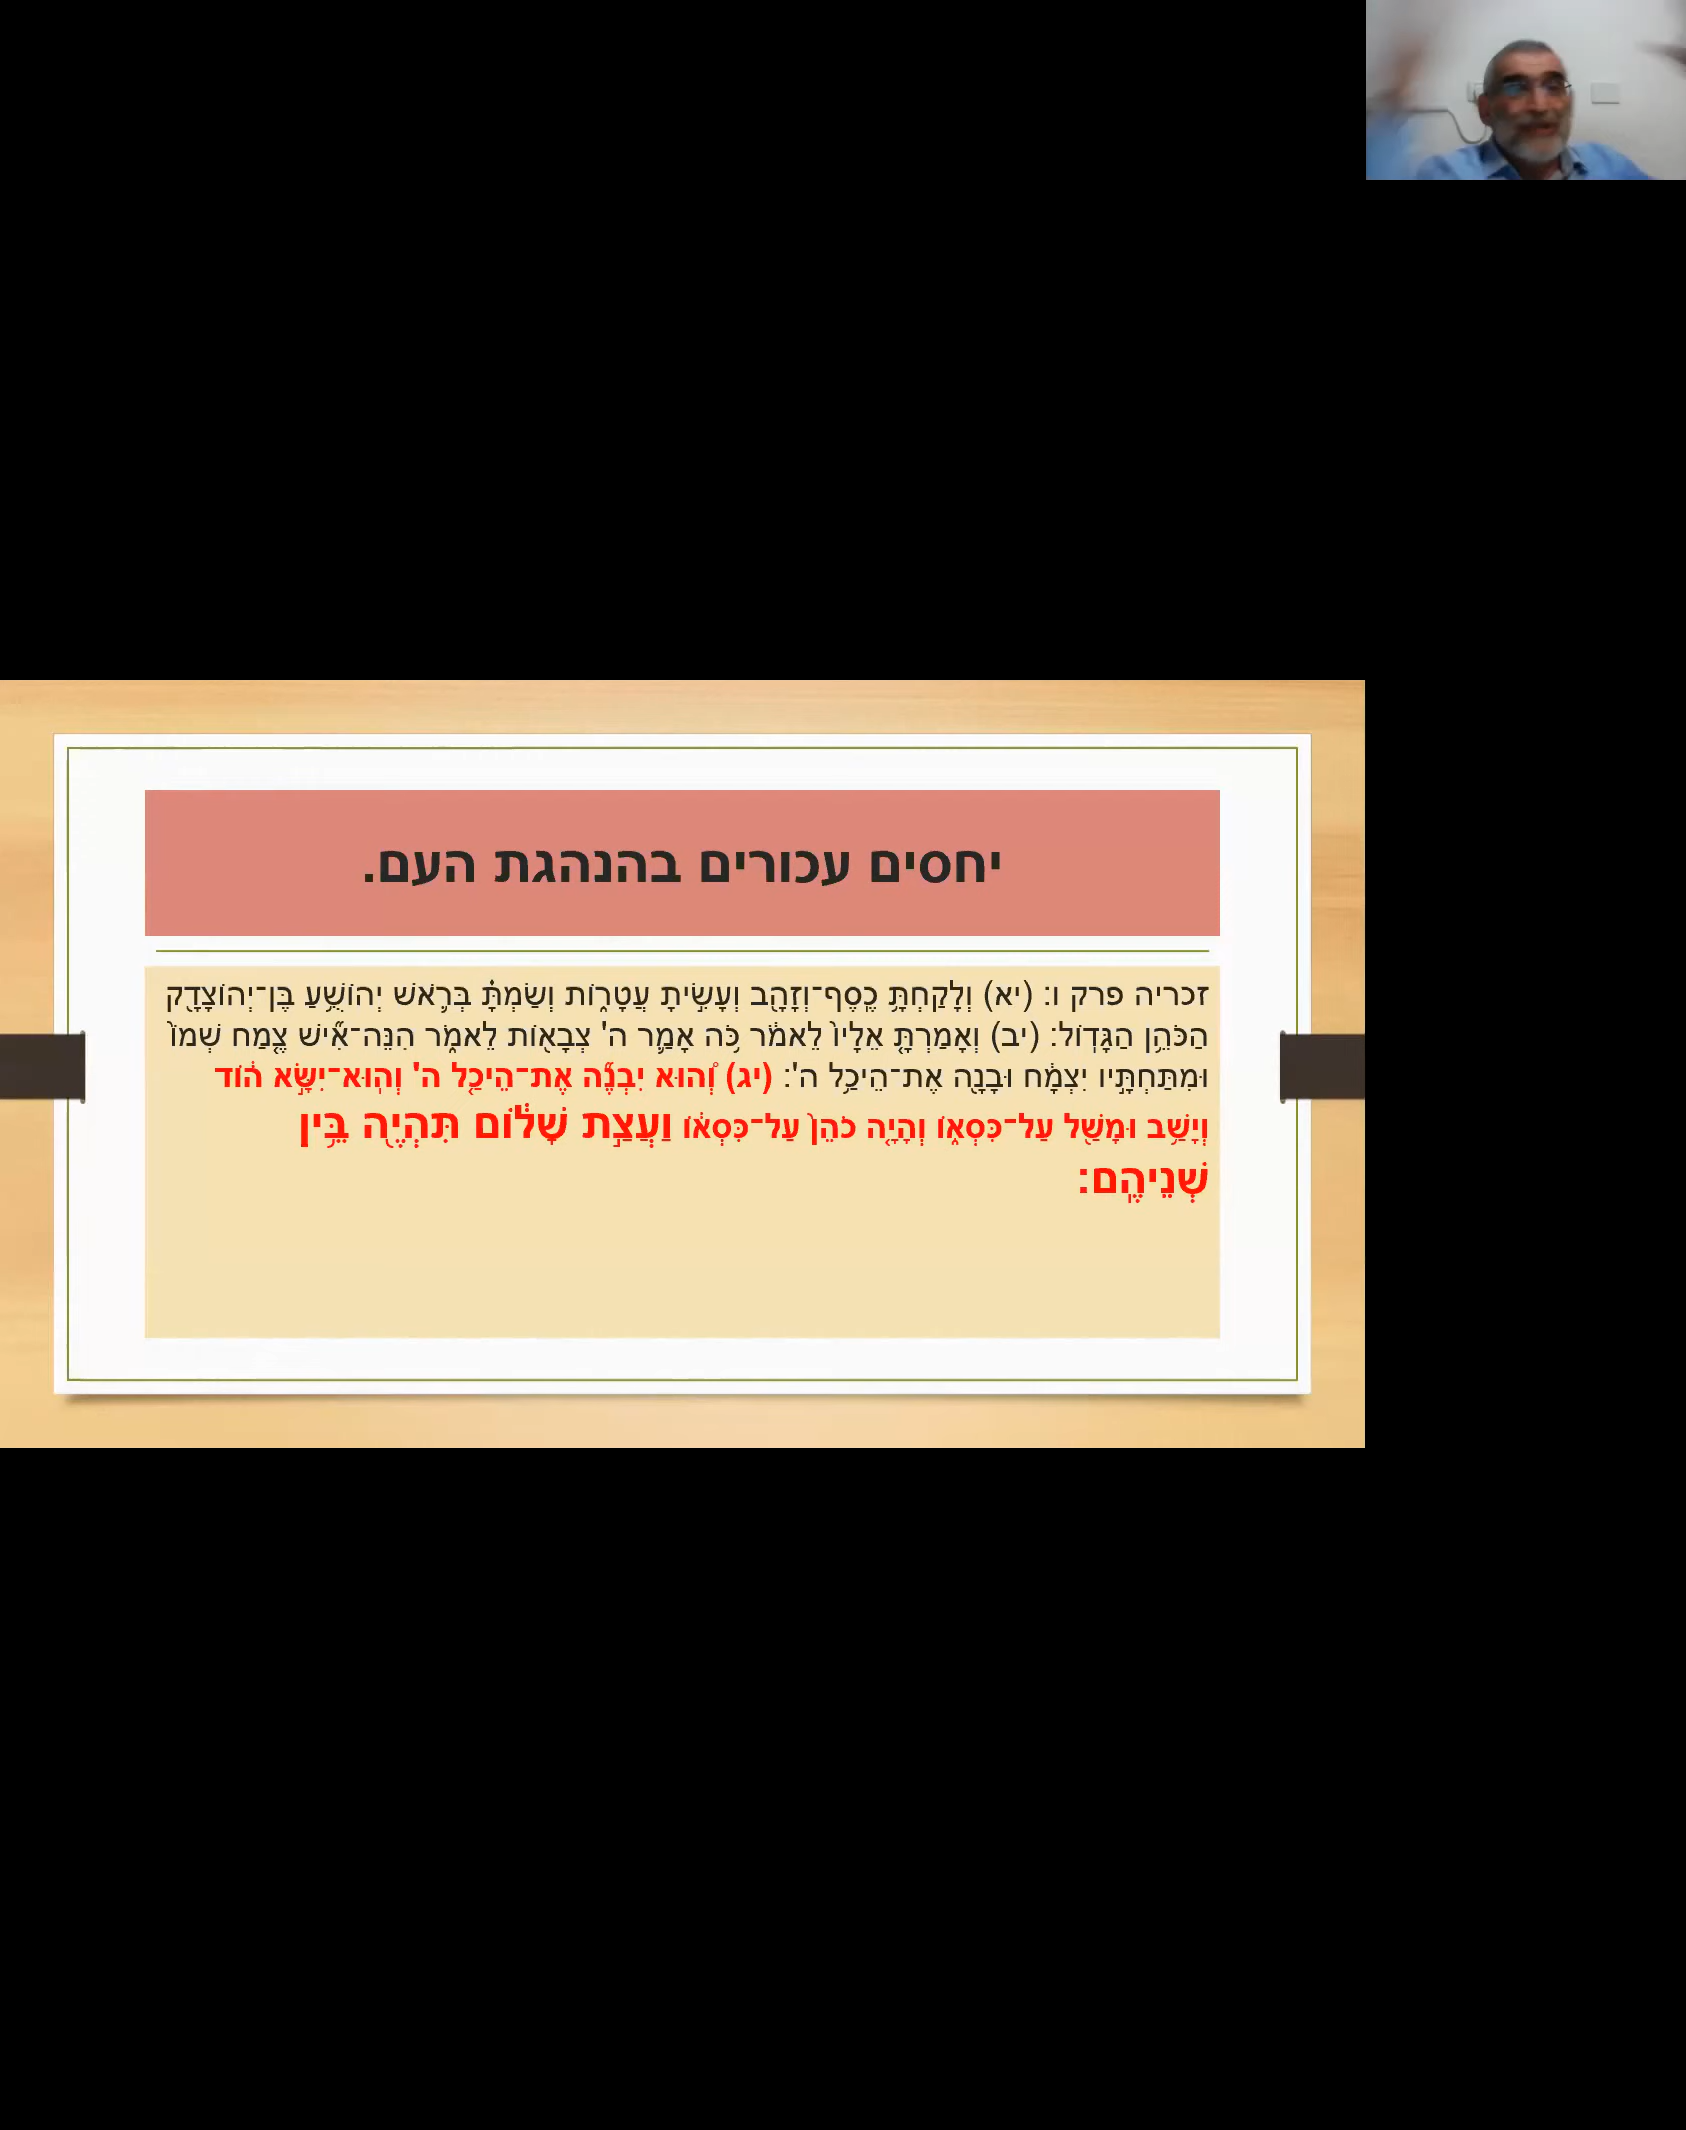 יחסים עכורים בהנהגת העם.
זכריה פרק ו: (יא) וְלָקַחְתָּ֥ כֶֽסֶף־וְזָהָ֖ב וְעָשִׂ֣יתָ עֲטָר֑וֹת וְשַׂמְתָּ֗ בְּרֹ֛אשׁ יְהוֹשֻׁ֥עַ בֶּן־יְהוֹצָדָ֖ק
הַכֹּהֵ֥ן הַגָּדֽוֹל: (יב) וְאָמַרְתָּ֤ אֵלָיו֙ לֵאמֹ֔ר כֹּ֥ה אָמַ֛ר ה' צְבָא֖וֹת לֵאמֹ֑ר הִנֵּה־אִ֞ישׁ צֶ֤מַח שְׁמוֹ֙
וּמִתַּחְתָּ֣יו יִצְמָ֔ח וּבָנָ֖ה אֶת־הֵיכַ֥ל ה': (יג) וְ֠הוּא יִבְנֶ֞ה אֶת־הֵיכַ֤ל ה' וְהֽוּא־יִשָּׂ֣א ה֔וֹד
וְיָשַׁ֥ב וּמָשַׁ֖ל עַל־כִּסְא֑וֹ וְהָיָ֤ה כֹהֵן֙ עַל־כִּסְא֔וֹ וַעֲצַ֣ת שָׁל֔וֹם תִּהְיֶ֖ה בֵּ֥ין
שְׁנֵיהֶֽם: